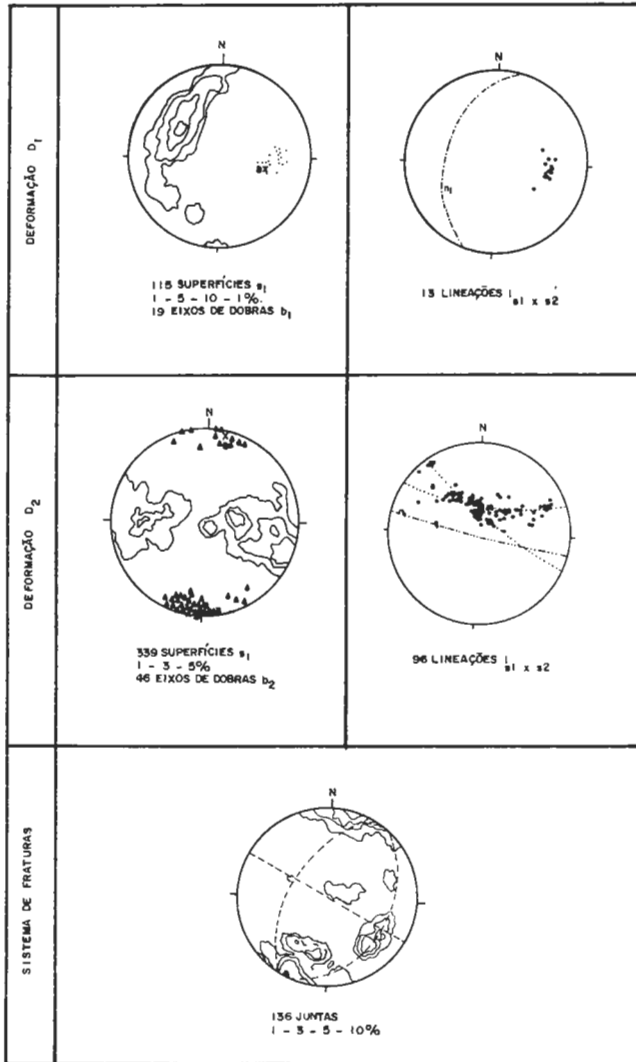 DEFORMAÇÃO D1
N
115 SUPERFÍCIES s1
1 - 5 - 10 - 1%.
19 EIXOS DE DOBRAS b1
N
13 LINEAÇÕES l s1 x s2'
DEFORMAÇÃO D2
N
339 SUPERFÍCIES s1
1 - 3 - 5%
46 EIXOS DE DOBRAS b2
N
96 LINEAÇÕES l s1 x s2
SISTEMA DE FRATURAS
N
136 JUNTAS
1 - 3 - 5 - 10%